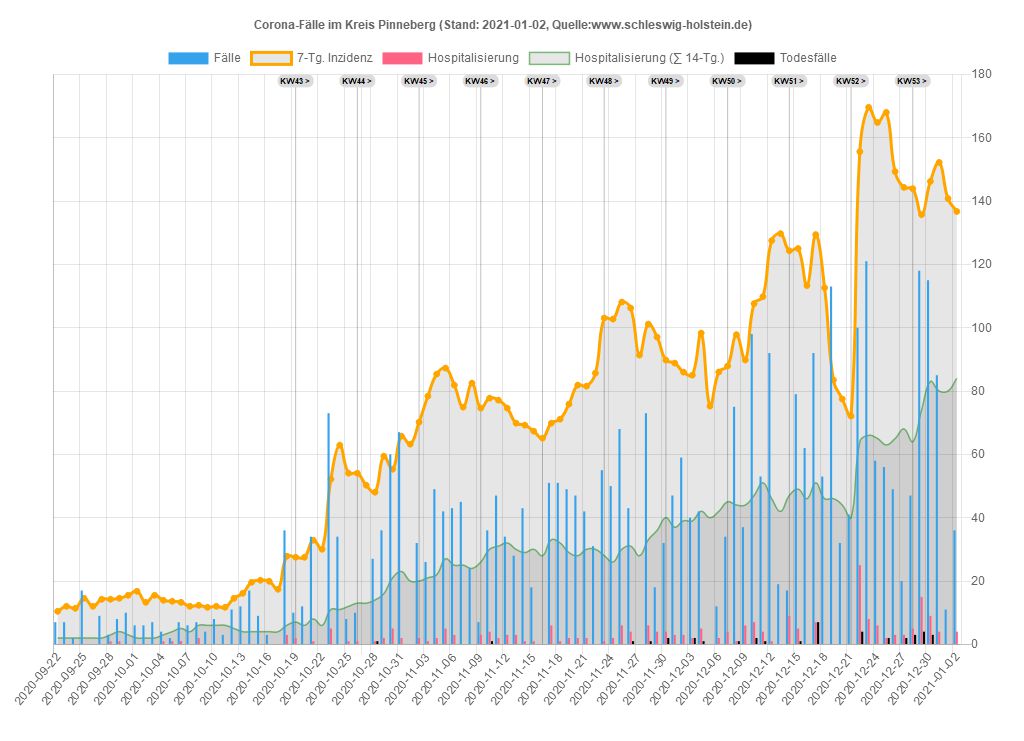 Corona-Fälle im Kreis Pinneberg (Stand: 2021-01-02, Quelle:www.schleswig-holstein.de)
Fälle 7-Tg. Inzidenz Hospitalisierung Hospitalisierung (∑ 14-Tg.) Todesfälle
KW43 > KW44 > KW45 > KW46 > KW47 > KW48 > KW49 > KW50 > KW51 > KW52 > KW53 >
180
160
140
120
100
80
60
40
20
0
2020-09-22 2020-09-25 2020-09-28 2020-10-01 2020-10-04 2020-10-07 2020-10-10 2020-10-13 2020-10-16 2020-10-19 2020-10-22 2020-10-25 2020-10-28 2020-10-31 2020-11-03 2020-11-06 2020-11-09 2020-11-12 2020-11-15 2020-11-18 2020-11-21 2020-11-24 2020-11-27 2020-11-30 2020-12-03 2020-12-06 2020-12-09 2020-12-12 2020-12-15 2020-12-18 2020-12-21 2020-12-24 2020-12-27 2020-12-30 2021-01-02